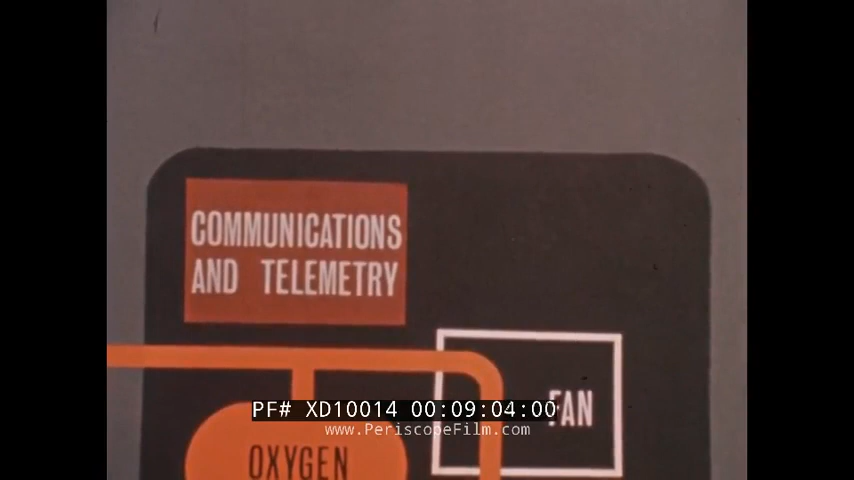 COMMUNICATIONS
AND TELEMETRY
FAN
PF# XD10014 00:09:04:00
www.PeriscopeFilm.com
OXYGEN